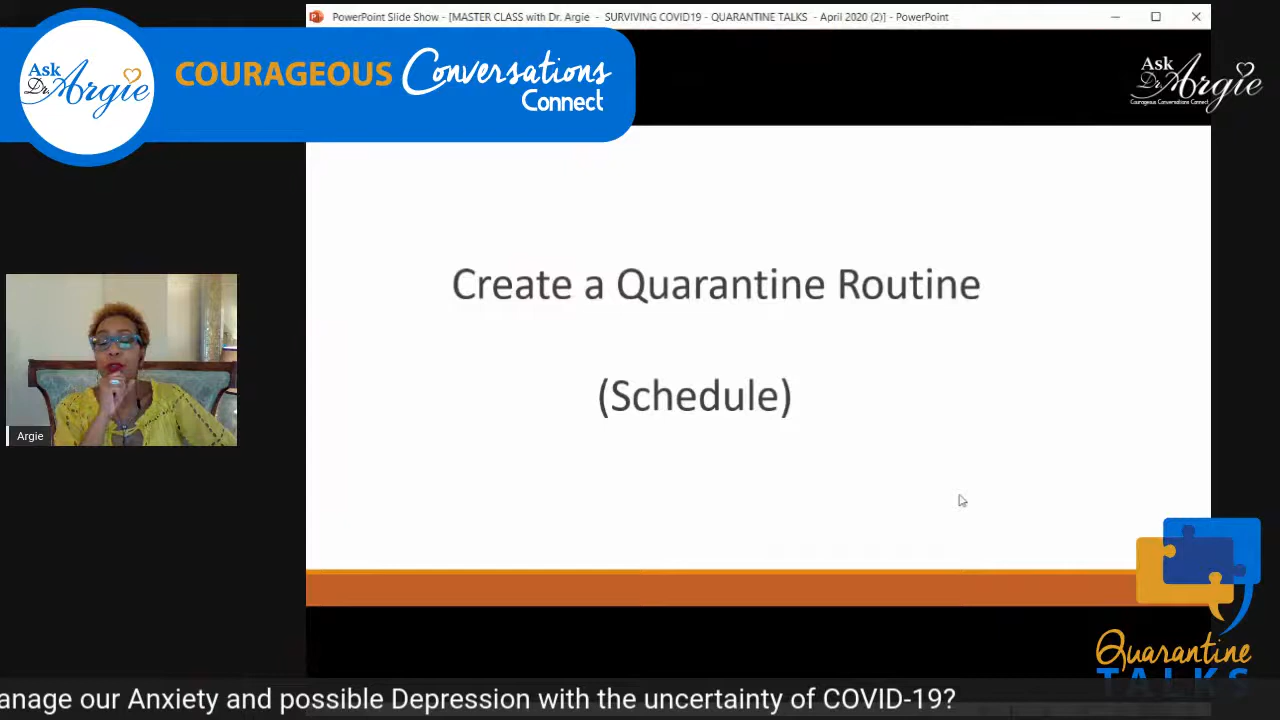 PowerPoint Slide Show - [MASTER CLASS with Dr. Argie - SURVIVING COVID19 - QUARANTINE TALKS - April 2020 (2)] - PowerPoint
Ask
Dr. Argie
COURAGEOUS Conversations
Connect
Ask
Dr. Argie
Courageous Conversations Connect
Create a Quarantine Routine
(Schedule)
Argie
Quarantine
TALKS
anage our Anxiety and possible Depression with the uncertainty of COVID-19?